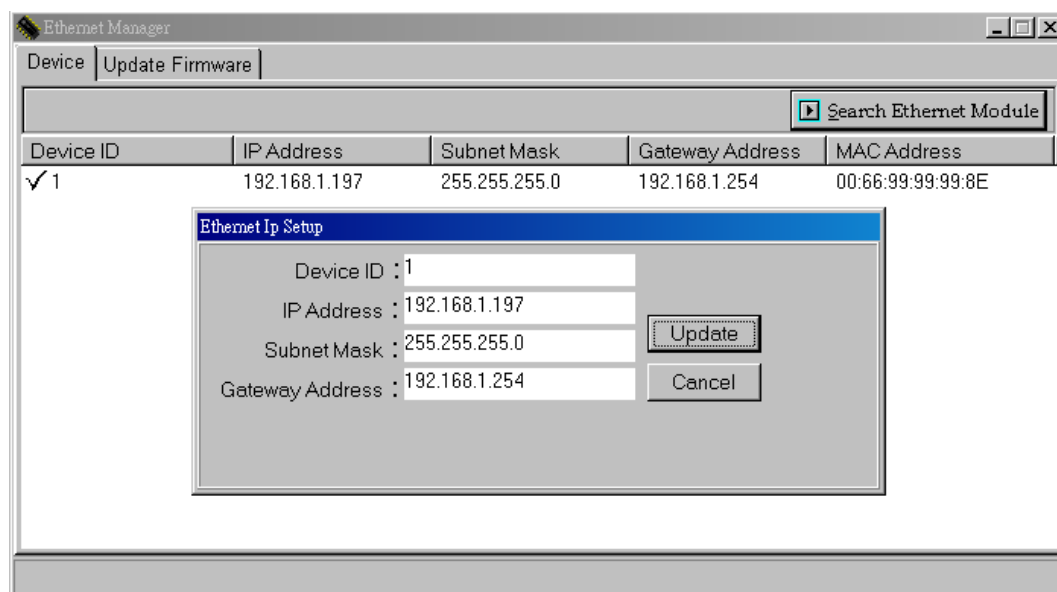 Ethernet Manager
Device Update Firmware
Search Ethernet Module
Device ID IP Address Subnet Mask Gateway Address MAC Address
1 192.168.1.197 255.255.255.0 192.168.1.254 00:66:99:99:99:8E
Ethernet Ip Setup
Device ID : 1
IP Address : 192.168.1.197
Subnet Mask : 255.255.255.0
Gateway Address : 192.168.1.254
Update
Cancel